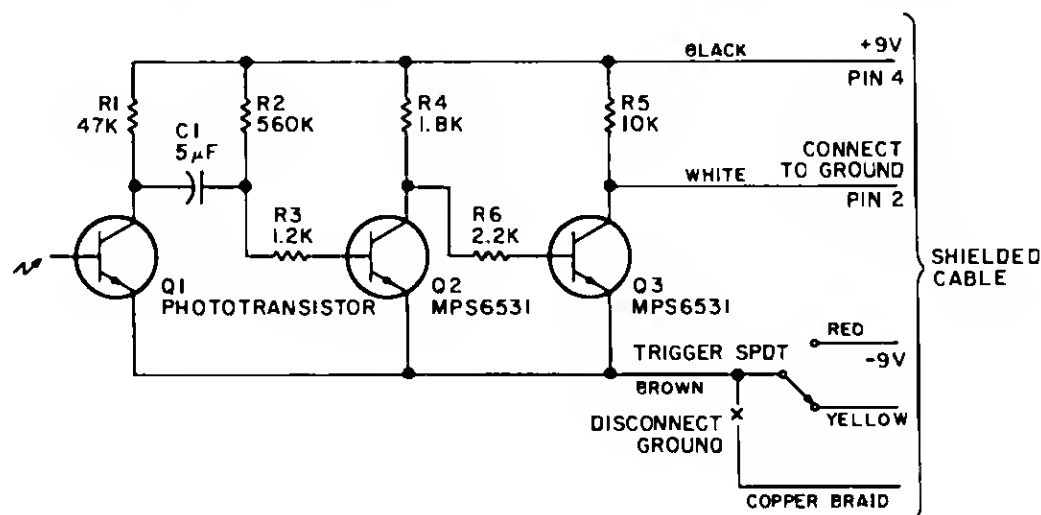 BLACK
+9V
PIN 4
R1
47K
C1
5µF
R2
560K
R4
1.8K
R5
10K
CONNECT
TO GROUND
WHITE
PIN 2
R3
1.2K
R6
2.2K
Q1
PHOTOTRANSISTOR
Q2
MPS6531
Q3
MPS6531
SHIELDED
CABLE
RED
-9V
TRIGGER SPDT
BROWN
YELLOW
DISCONNECT
GROUND
COPPER BRAID